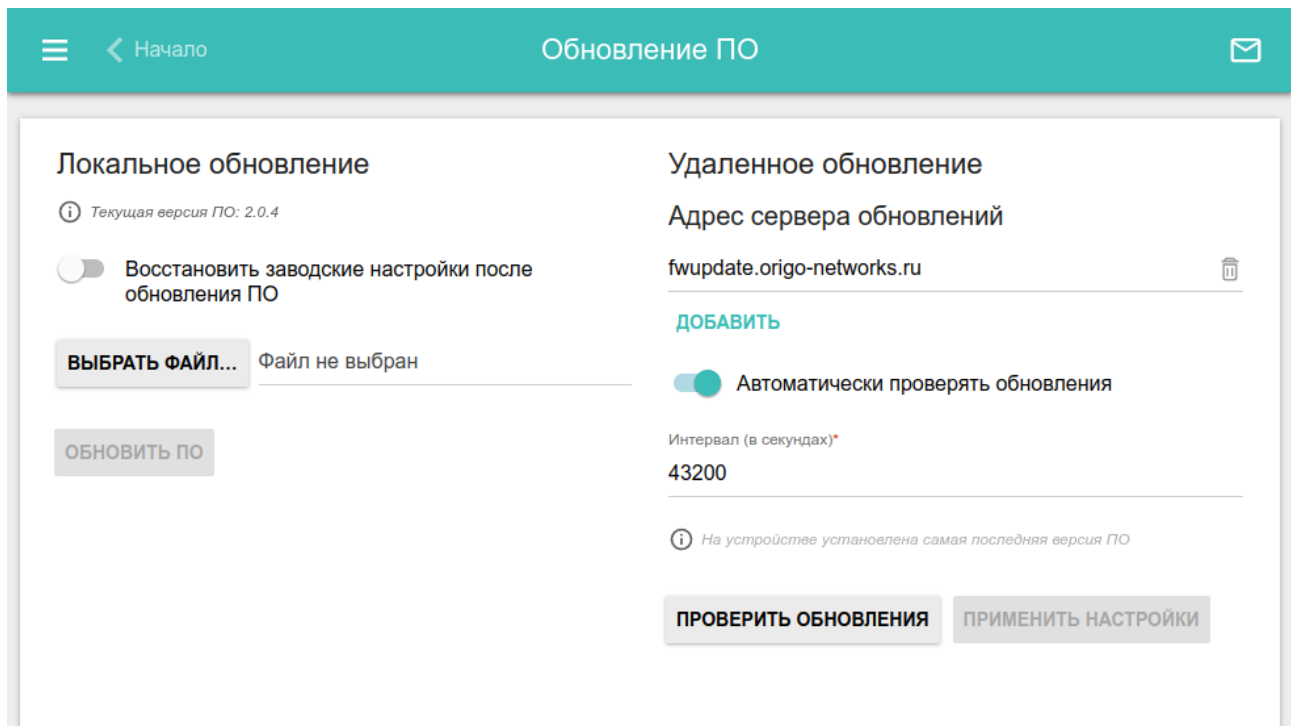 Начало
Обновление ПО
Локальное обновление
Текущая версия ПО: 2.0.4
Восстановить заводские настройки после
обновления ПО
ВЫБРАТЬ ФАЙЛ...
Файл не выбран
ОБНОВИТЬ ПО
Удаленное обновление
Адрес сервера обновлений
fwupdate.origo-networks.ru
ДОБАВИТЬ
Автоматически проверять обновления
Интервал (в секундах)*
43200
На устройстве установлена самая последняя версия ПО
ПРОВЕРИТЬ ОБНОВЛЕНИЯ
ПРИМЕНИТЬ НАСТРОЙКИ